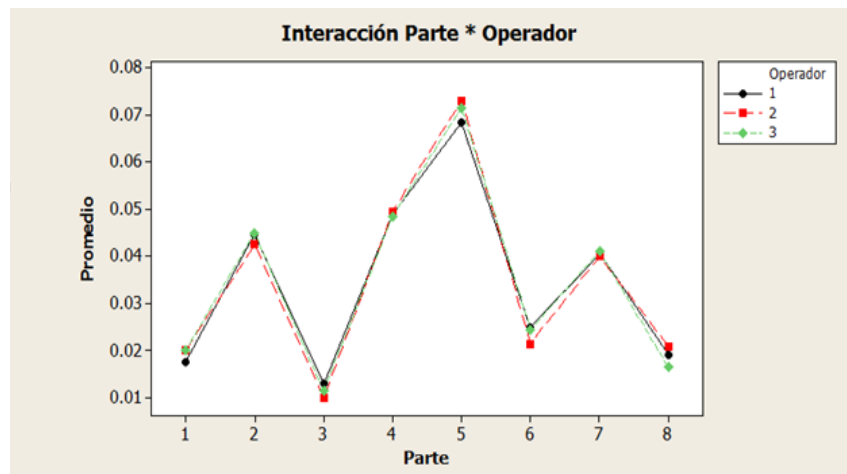 Interacción Parte * Operador
Operador
1
2
3
Promedio
0.08
0.07
0.06
0.05
0.04
0.03
0.02
0.01
1 2 3 4 5 6 7 8
Parte